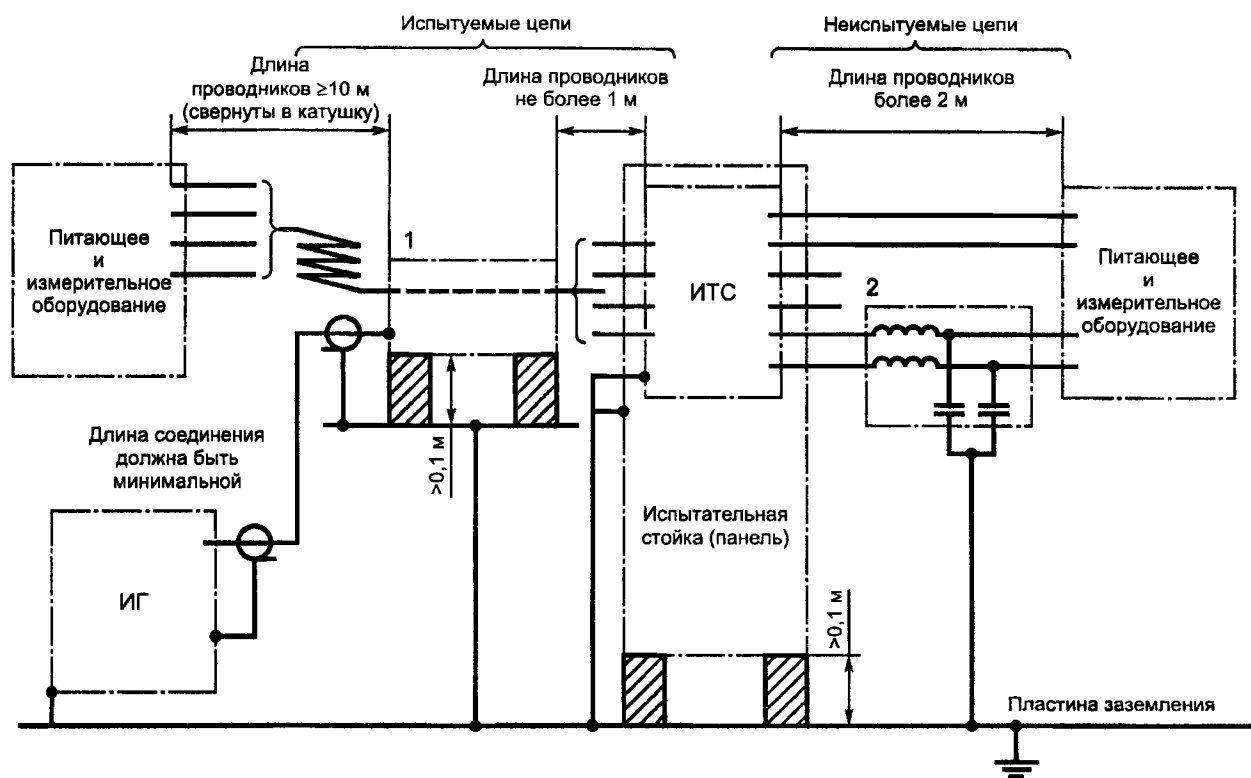 Испытуемые цепи
Неиспытуемые цепи
Длина
проводников ≥10 м
(свернуты в катушку)
Длина проводников
не более 1 м
Длина проводников
более 2 м
Питающее
и
измерительное
оборудование
1
ИТС
2
Питающее
и
измерительное
оборудование
>0,1 м
Длина соединения
должна быть
минимальной
Испытательная
стойка (панель)
ИГ
>0,1 м
Пластина заземления